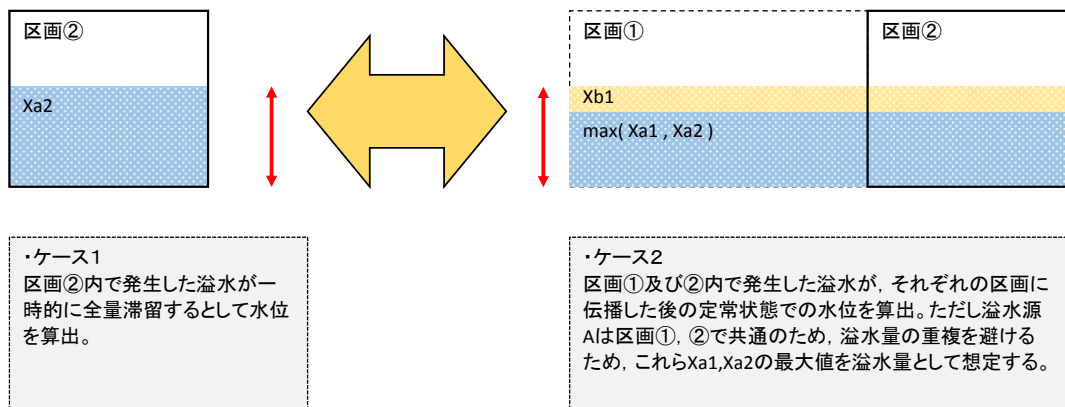 区画②
Xa2
区画①
区画②
Xb1
max( Xa1 , Xa2 )
・ケース1
区画②内で発生した溢水が一
時的に全量滞留するとして水位
を算出。
・ケース2
区画①及び②内で発生した溢水が，それぞれの区画に
伝播した後の定常状態での水位を算出。ただし溢水源
Aは区画①，②で共通のため，溢水量の重複を避ける
ため，これらXa1,Xa2の最大値を溢水量として想定する。